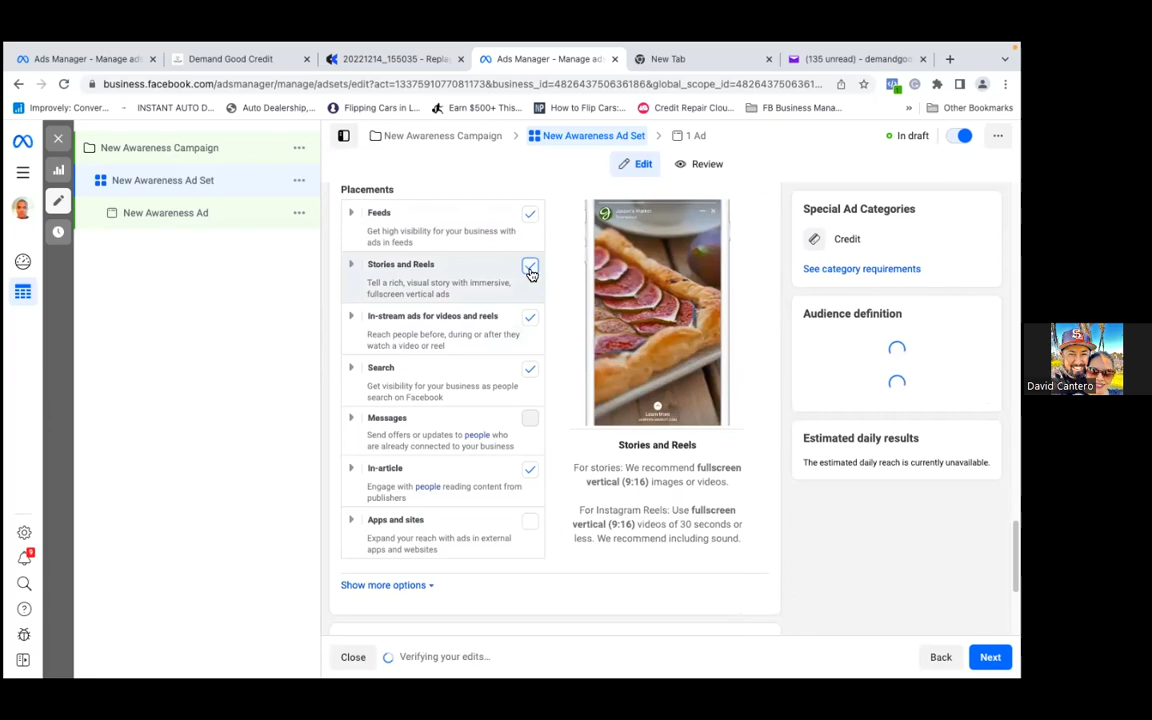 Ads Manager - Manage ads
Demand Good Credit
20221214_155035 - Repla
Ads Manager - Manage ads
New Tab
(135 unread) - demandgoo
business.facebook.com/adsmanager/manage/adsets/edit?act=1337591077081173&business_id=482643750636186&global_scope_id=4826437506361...
Improvely: Conver...
INSTANT AUTO D...
Auto Dealership,...
Flipping Cars in L...
Earn $500+ This...
How to Flip Cars:...
Credit Repair Clou...
FB Business Mana...
»
Other Bookmarks
New Awareness Campaign
New Awareness Ad Set
1 Ad
In draft
Edit
Review
New Awareness Campaign
New Awareness Ad Set
New Awareness Ad
9
Placements
Feeds
Get high visibility for your business with
ads in feeds
Stories and Reels
Tell a rich, visual story with immersive,
fullscreen vertical ads
In-stream ads for videos and reels
Reach people before, during or after they
watch a video or reel
Search
Get visibility for your business as people
search on Facebook
Messages
Send offers or updates to people who
are already connected to your business
In-article
Engage with people reading content from
publishers
Apps and sites
Expand your reach with ads in external
apps and websites
Show more options
Jasper's Market
Learn More
Stories and Reels
For stories: We recommend fullscreen
vertical (9:16) images or videos.
For Instagram Reels: Use fullscreen
vertical (9:16) videos of 30 seconds or
less. We recommend including sound.
Special Ad Categories
Credit
See category requirements
Audience definition
Estimated daily results
The estimated daily reach is currently unavailable.
Close
Verifying your edits...
Back
Next
David Cantero